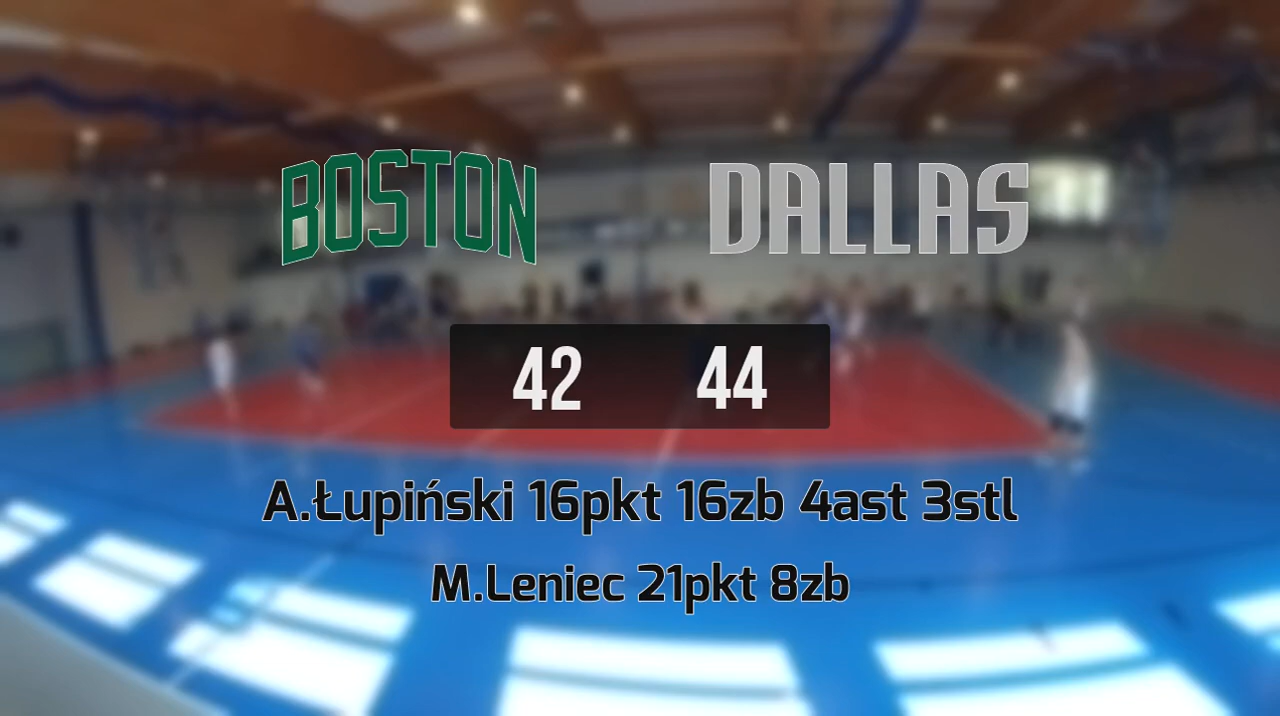 BOSTON DALLAS
42 44
A.Łupiński 16pkt 16zb 4ast 3stl
M.Leniec 21pkt 8zb